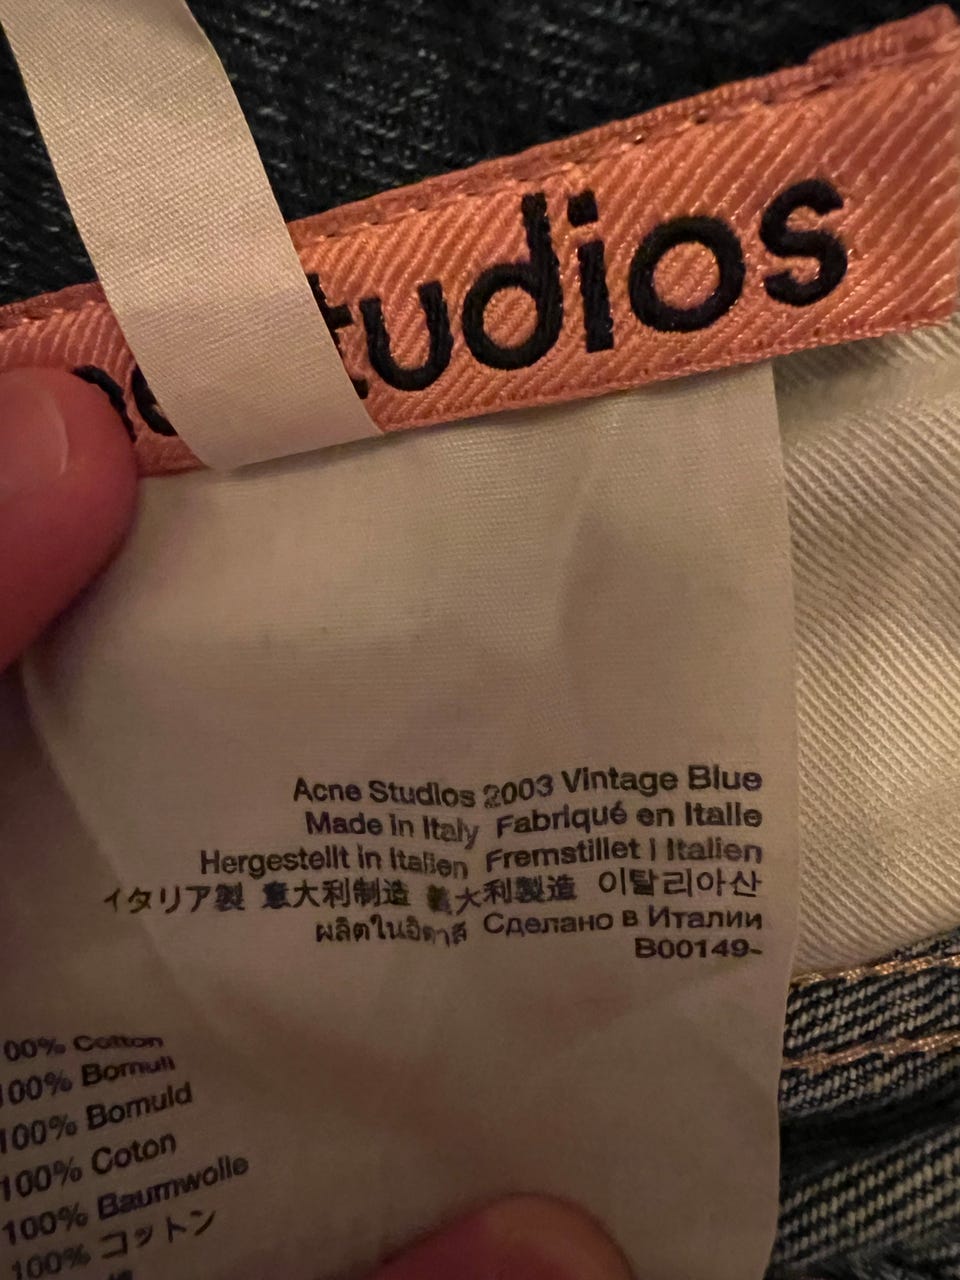 studios
Acne Studios 2003 Vintage Blue
Made in Italy Fabriqué en Italie
Hergestellt in Italien Fremstillet i Italien
イタリア製 意大利制造 義大利製造 이탈리아산
ผลิตในอิตาลี Сделано в Италии
B00149-
00% Cotton
100% Bomull
100% Bomuld
100% Coton
100% Baumwolle
100% コットン